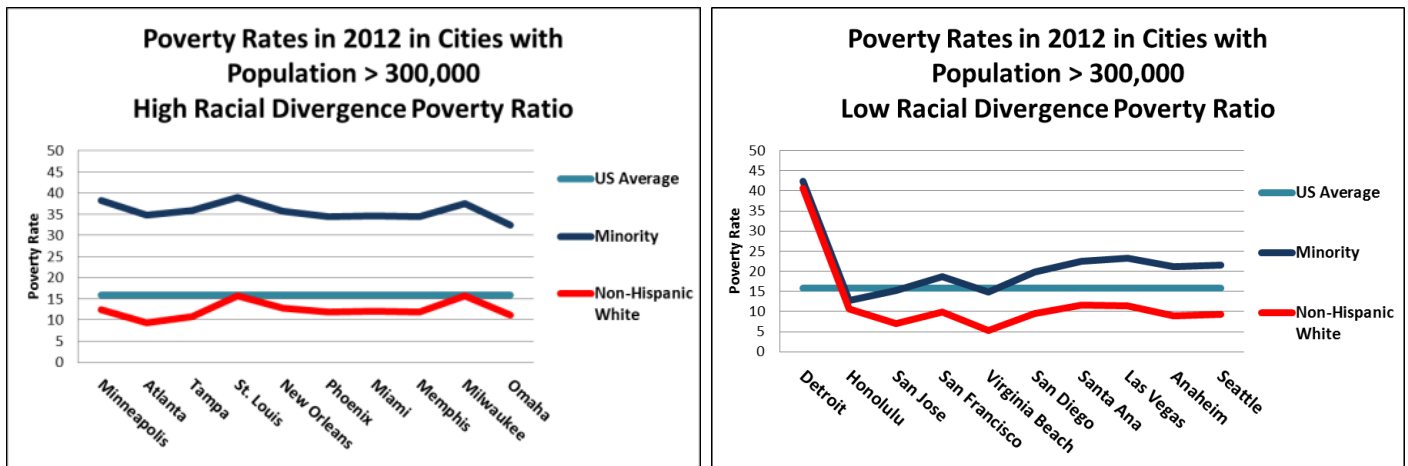 Poverty Rates in 2012 in Cities with
Population > 300,000
High Racial Divergence Poverty Ratio
Poverty Rate
50
45
40
35
30
25
20
15
10
5
0
Minneapolis
Atlanta
Tampa
St. Louis
New Orleans
Phoenix
Miami
Memphis
Milwaukee
Omaha
US Average
Minority
Non-Hispanic
White
Poverty Rates in 2012 in Cities with
Population > 300,000
Low Racial Divergence Poverty Ratio
Poverty Rate
50
45
40
35
30
25
20
15
10
5
0
Detroit
Honolulu
San Jose
San Francisco
Virginia Beach
San Diego
Santa Ana
Las Vegas
Anaheim
Seattle
US Average
Minority
Non-Hispanic
White